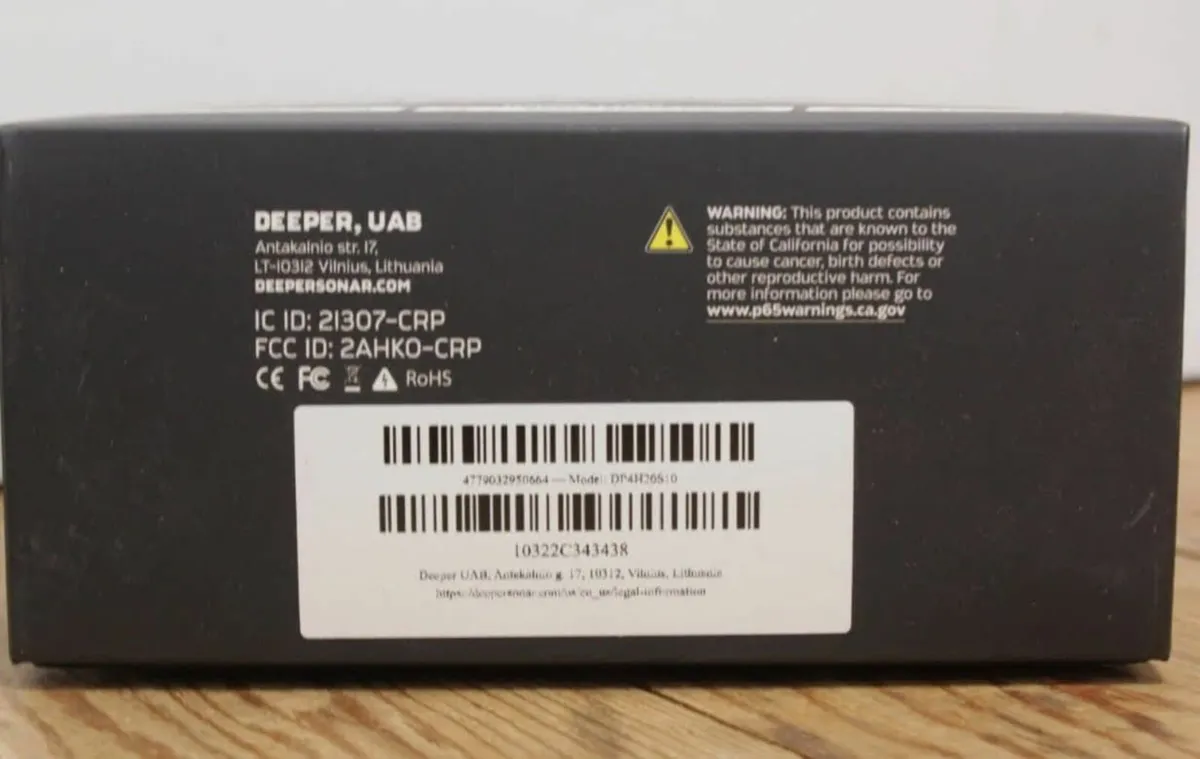 DEEPER, UAB
Antakalnio str. 17,
LT-10312 Vilnius, Lithuania
DEEPERSONAR.COM
IC ID: 21307-CRP
FCC ID: 2AHKO-CRP
CE FC RoHS
WARNING: This product contains
substances that are known to the
State of California for possibility
to cause cancer, birth defects or
other reproductive harm. For
more information please go to
www.p65warnings.ca.gov
4779032950664 — Model: DP4H20S10
10322C343438
Deeper UAB, Antakalnio g. 17, 10312, Vilnius, Lithuania